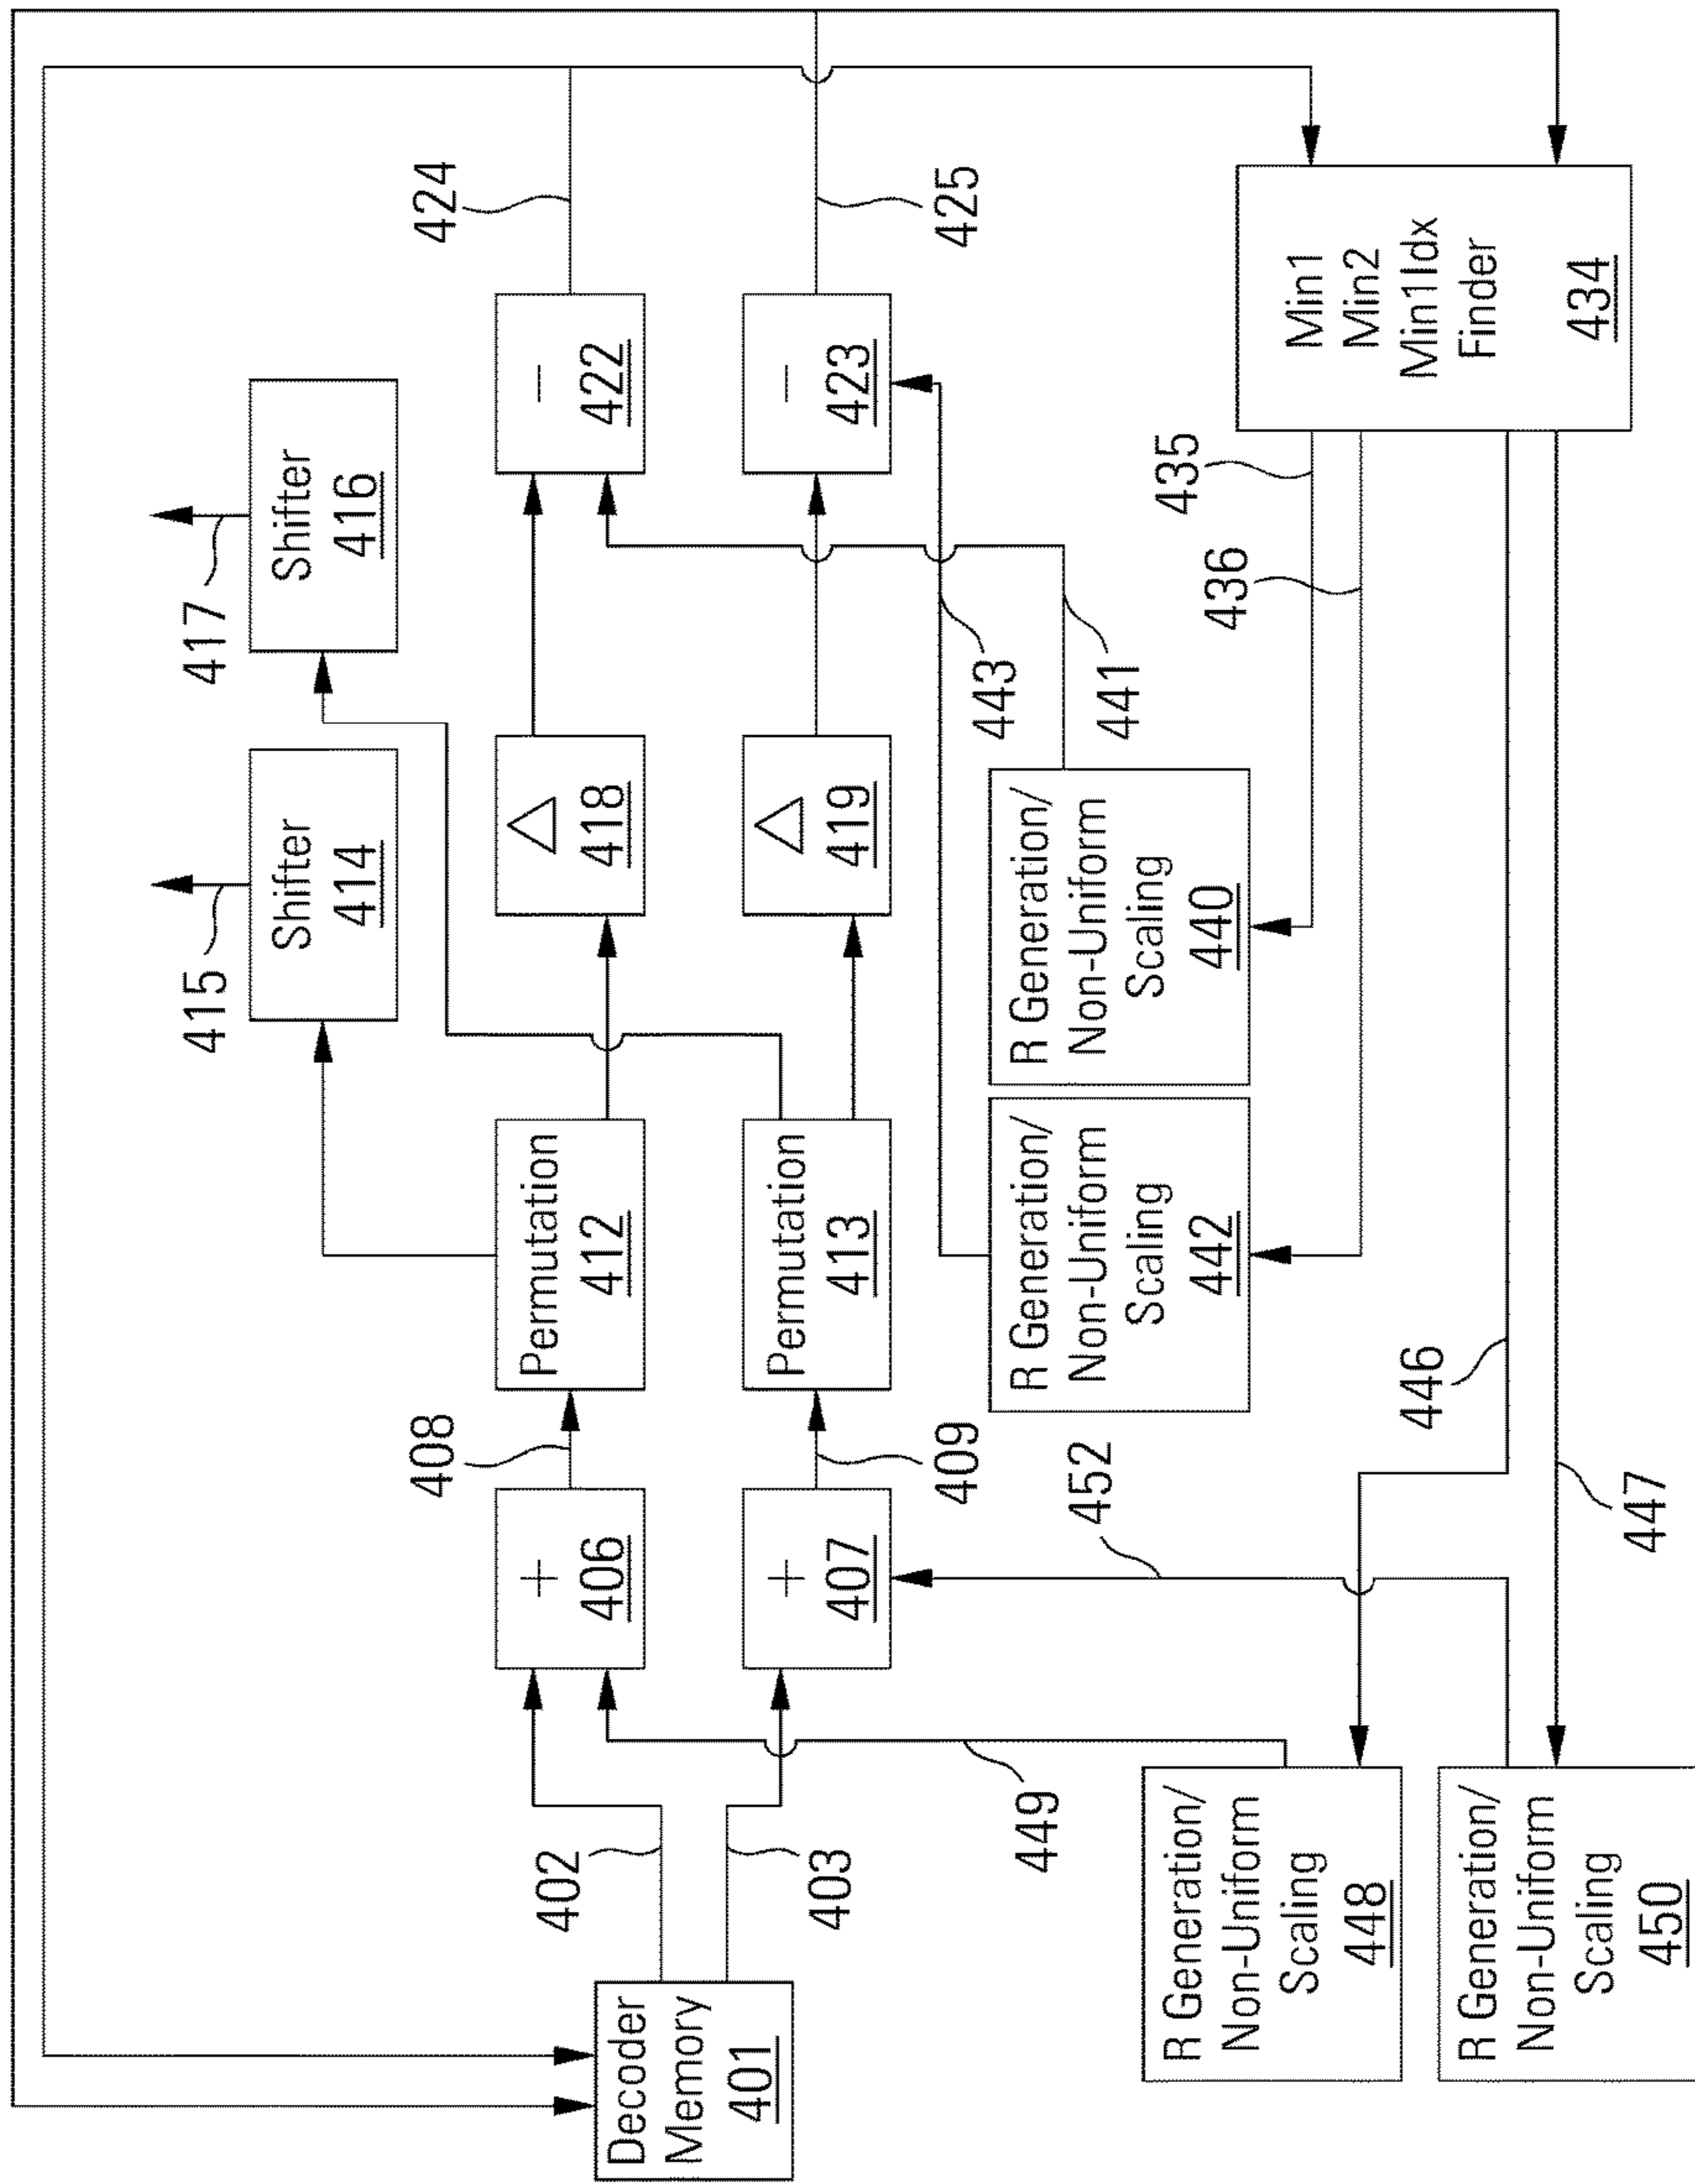 Decoder
Memory
401
402
403
+
406
+
407
408
409
Permutation
412
Permutation
413
Shifter
414
415
Shifter
416
417
△
418
△
419
−
422
−
423
424
425
443
441
R Generation/
Non-Uniform
Scaling
442
R Generation/
Non-Uniform
Scaling
440
435
436
Min1
Min2
Min1Idx
Finder
434
446
447
452
449
R Generation/
Non-Uniform
Scaling
448
R Generation/
Non-Uniform
Scaling
450